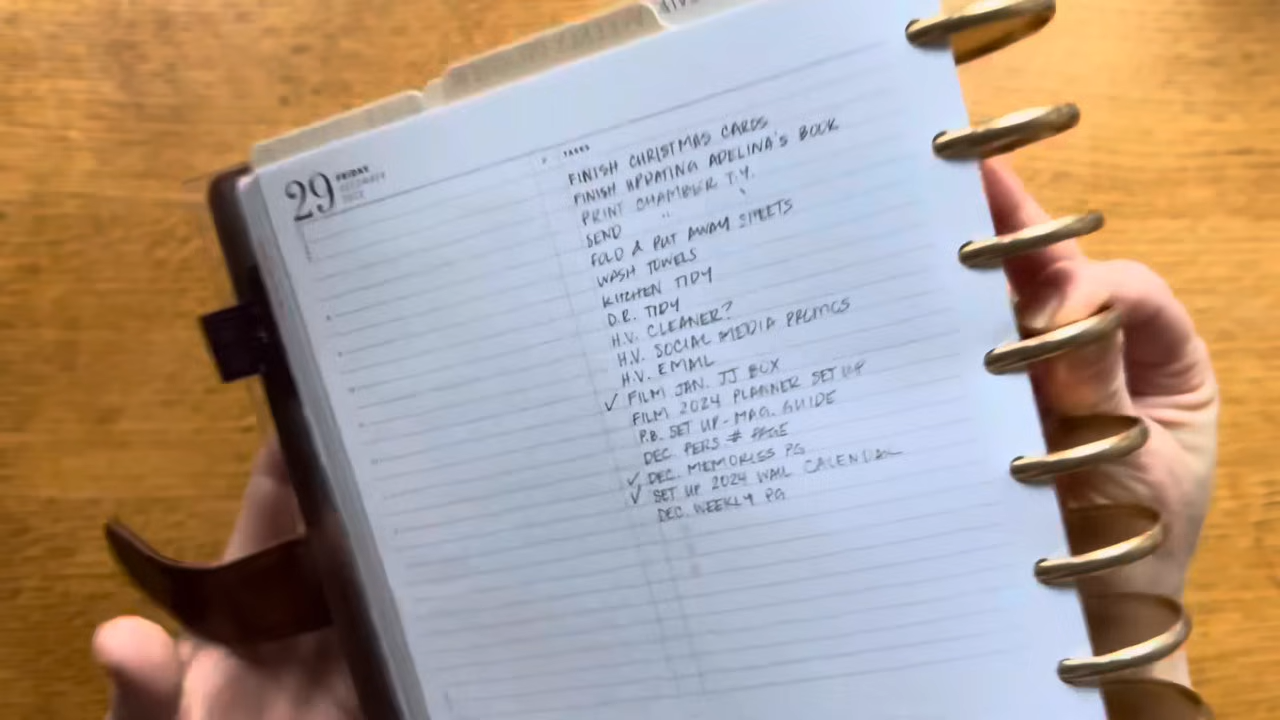 29 FRIDAY
DECEMBER
TASKS
FINISH CHRISTMAS CARDS
FINISH UPDATING ADELINA'S BOOK
PRINT CHAMBER T.Y.
SEND " "
FOLD & PUT AWAY SHEETS
WASH TOWELS
KITCHEN TIDY
D.R. TIDY
H.V. CLEANER?
H.V. SOCIAL MEDIA PROMOS
H.V. EMAIL
✓ FILM JAN. JJ BOX
FILM 2024 PLANNER SET UP
P.B. SET UP - MAG. GUIDE
DEC. PERS # PAGE
✓ DEC. MEMORIES PG
✓ SET UP 2024 WALL CALENDAR
DEC. WEEKLY PG